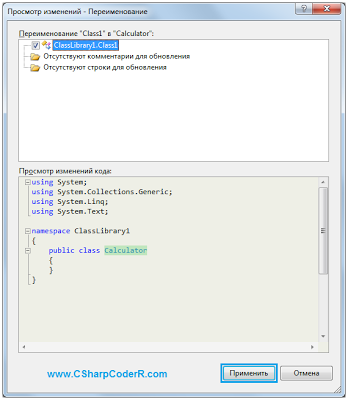 Просмотр изменений - Переименование
Переименование "Class1" в "Calculator":
ClassLibrary1.Class1
Отсутствуют комментарии для обновления
Отсутствуют строки для обновления
Просмотр изменений кода:
using System;
using System.Collections.Generic;
using System.Linq;
using System.Text;
namespace ClassLibrary1
{
public class Calculator
{
}
}
www.CSharpCoderR.com
Применить
Отмена